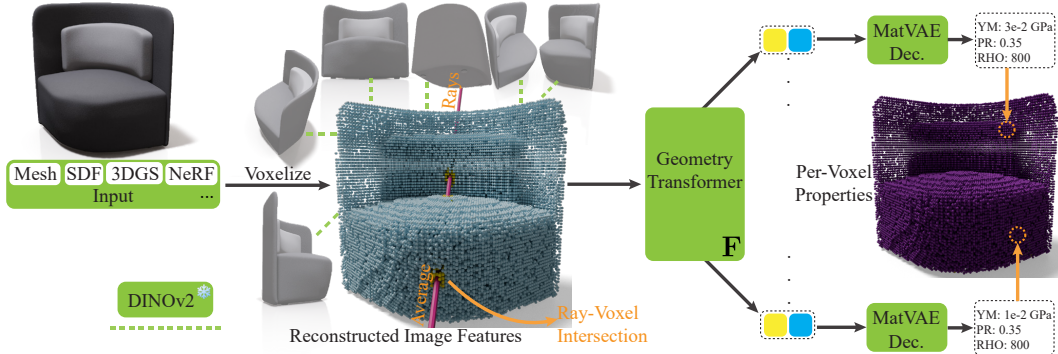 Mesh SDF 3DGS NeRF
Input ...
Voxelize
DINOv2
Rays
Average
Reconstructed Image Features
Ray-Voxel
Intersection
Geometry
Transformer
F
MatVAE
Dec.
YM: 3e-2 GPa
PR: 0.35
RHO: 800
Per-Voxel
Properties
MatVAE
Dec.
YM: 1e-2 GPa
PR: 0.35
RHO: 800